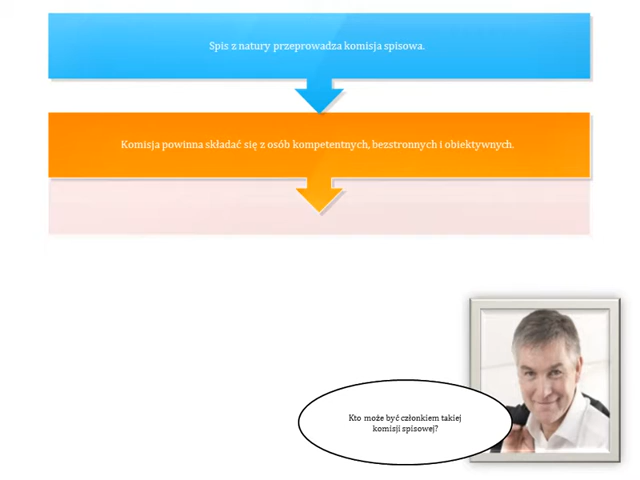 Spis z natury przeprowadza komisja spisowa.
Komisja powinna składać się z osób kompetentnych, bezstronnych i obiektywnych.
Kto może być członkiem takiej
komisji spisowej?